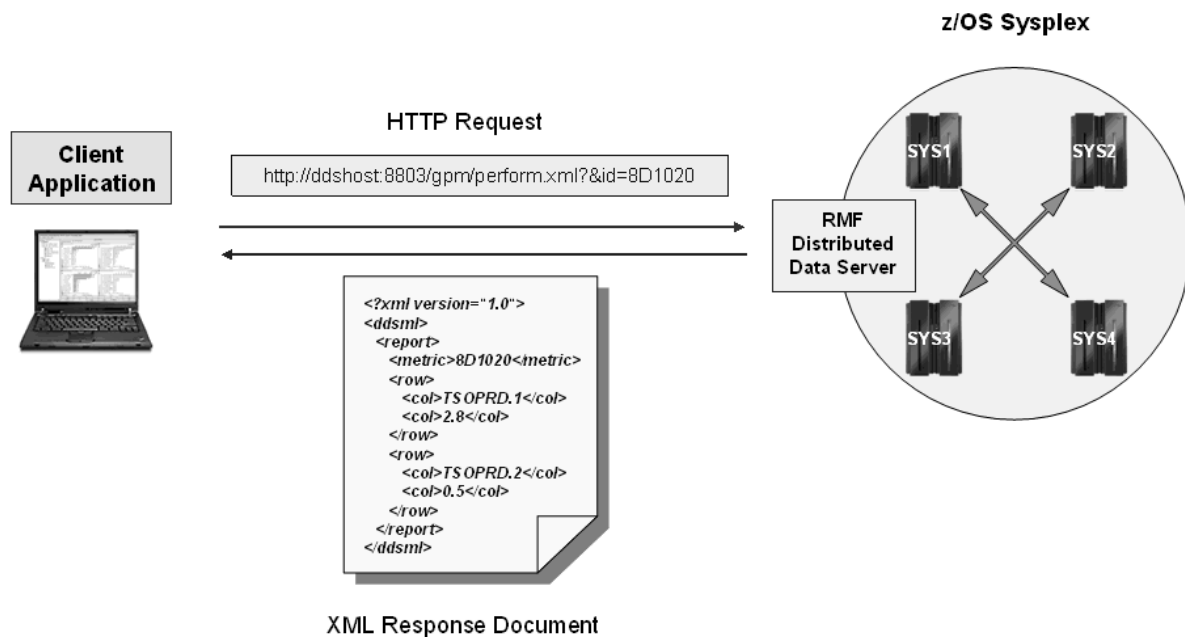 z/OS Sysplex
HTTP Request
Client
Application
http://ddshost:8803/gpm/perform.xml?&id=8D1020
SYS1
SYS2
RMF
Distributed
Data Server
SYS3
SYS4
<?xml version="1.0">
<ddsml>
<report>
<metric>8D1020</metric>
<row>
<col>TSOPRD.1</col>
<col>2.8</col>
</row>
<row>
<col>TSOPRD.2</col>
<col>0.5</col>
</row>
</report>
</ddsml>
XML Response Document